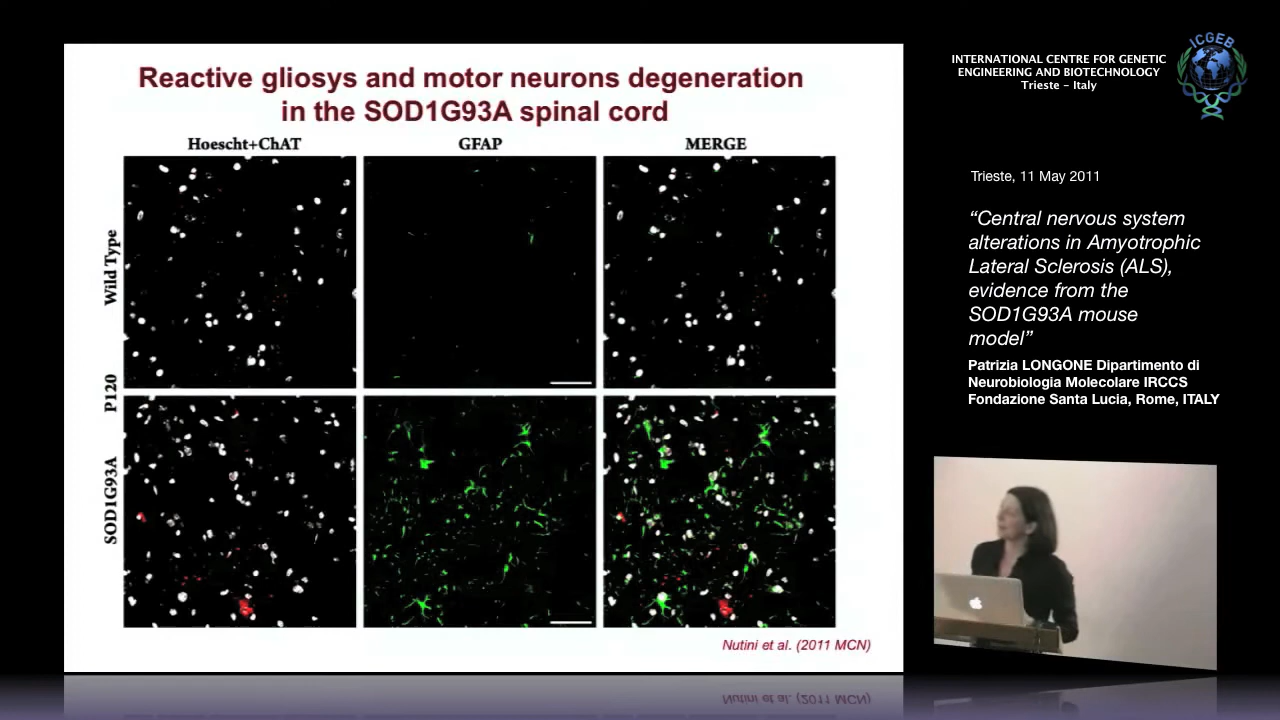 Reactive gliosys and motor neurons degeneration
in the SOD1G93A spinal cord
Hoescht+ChAT
GFAP
MERGE
Wild Type
P120
SOD1G93A
Nutini et al. (2011 MCN)
ICGEB
INTERNATIONAL CENTRE FOR GENETIC
ENGINEERING AND BIOTECHNOLOGY
Trieste - Italy
Trieste, 11 May 2011
“Central nervous system
alterations in Amyotrophic
Lateral Sclerosis (ALS),
evidence from the
SOD1G93A mouse
model”
Patrizia LONGONE Dipartimento di
Neurobiologia Molecolare IRCCS
Fondazione Santa Lucia, Rome, ITALY